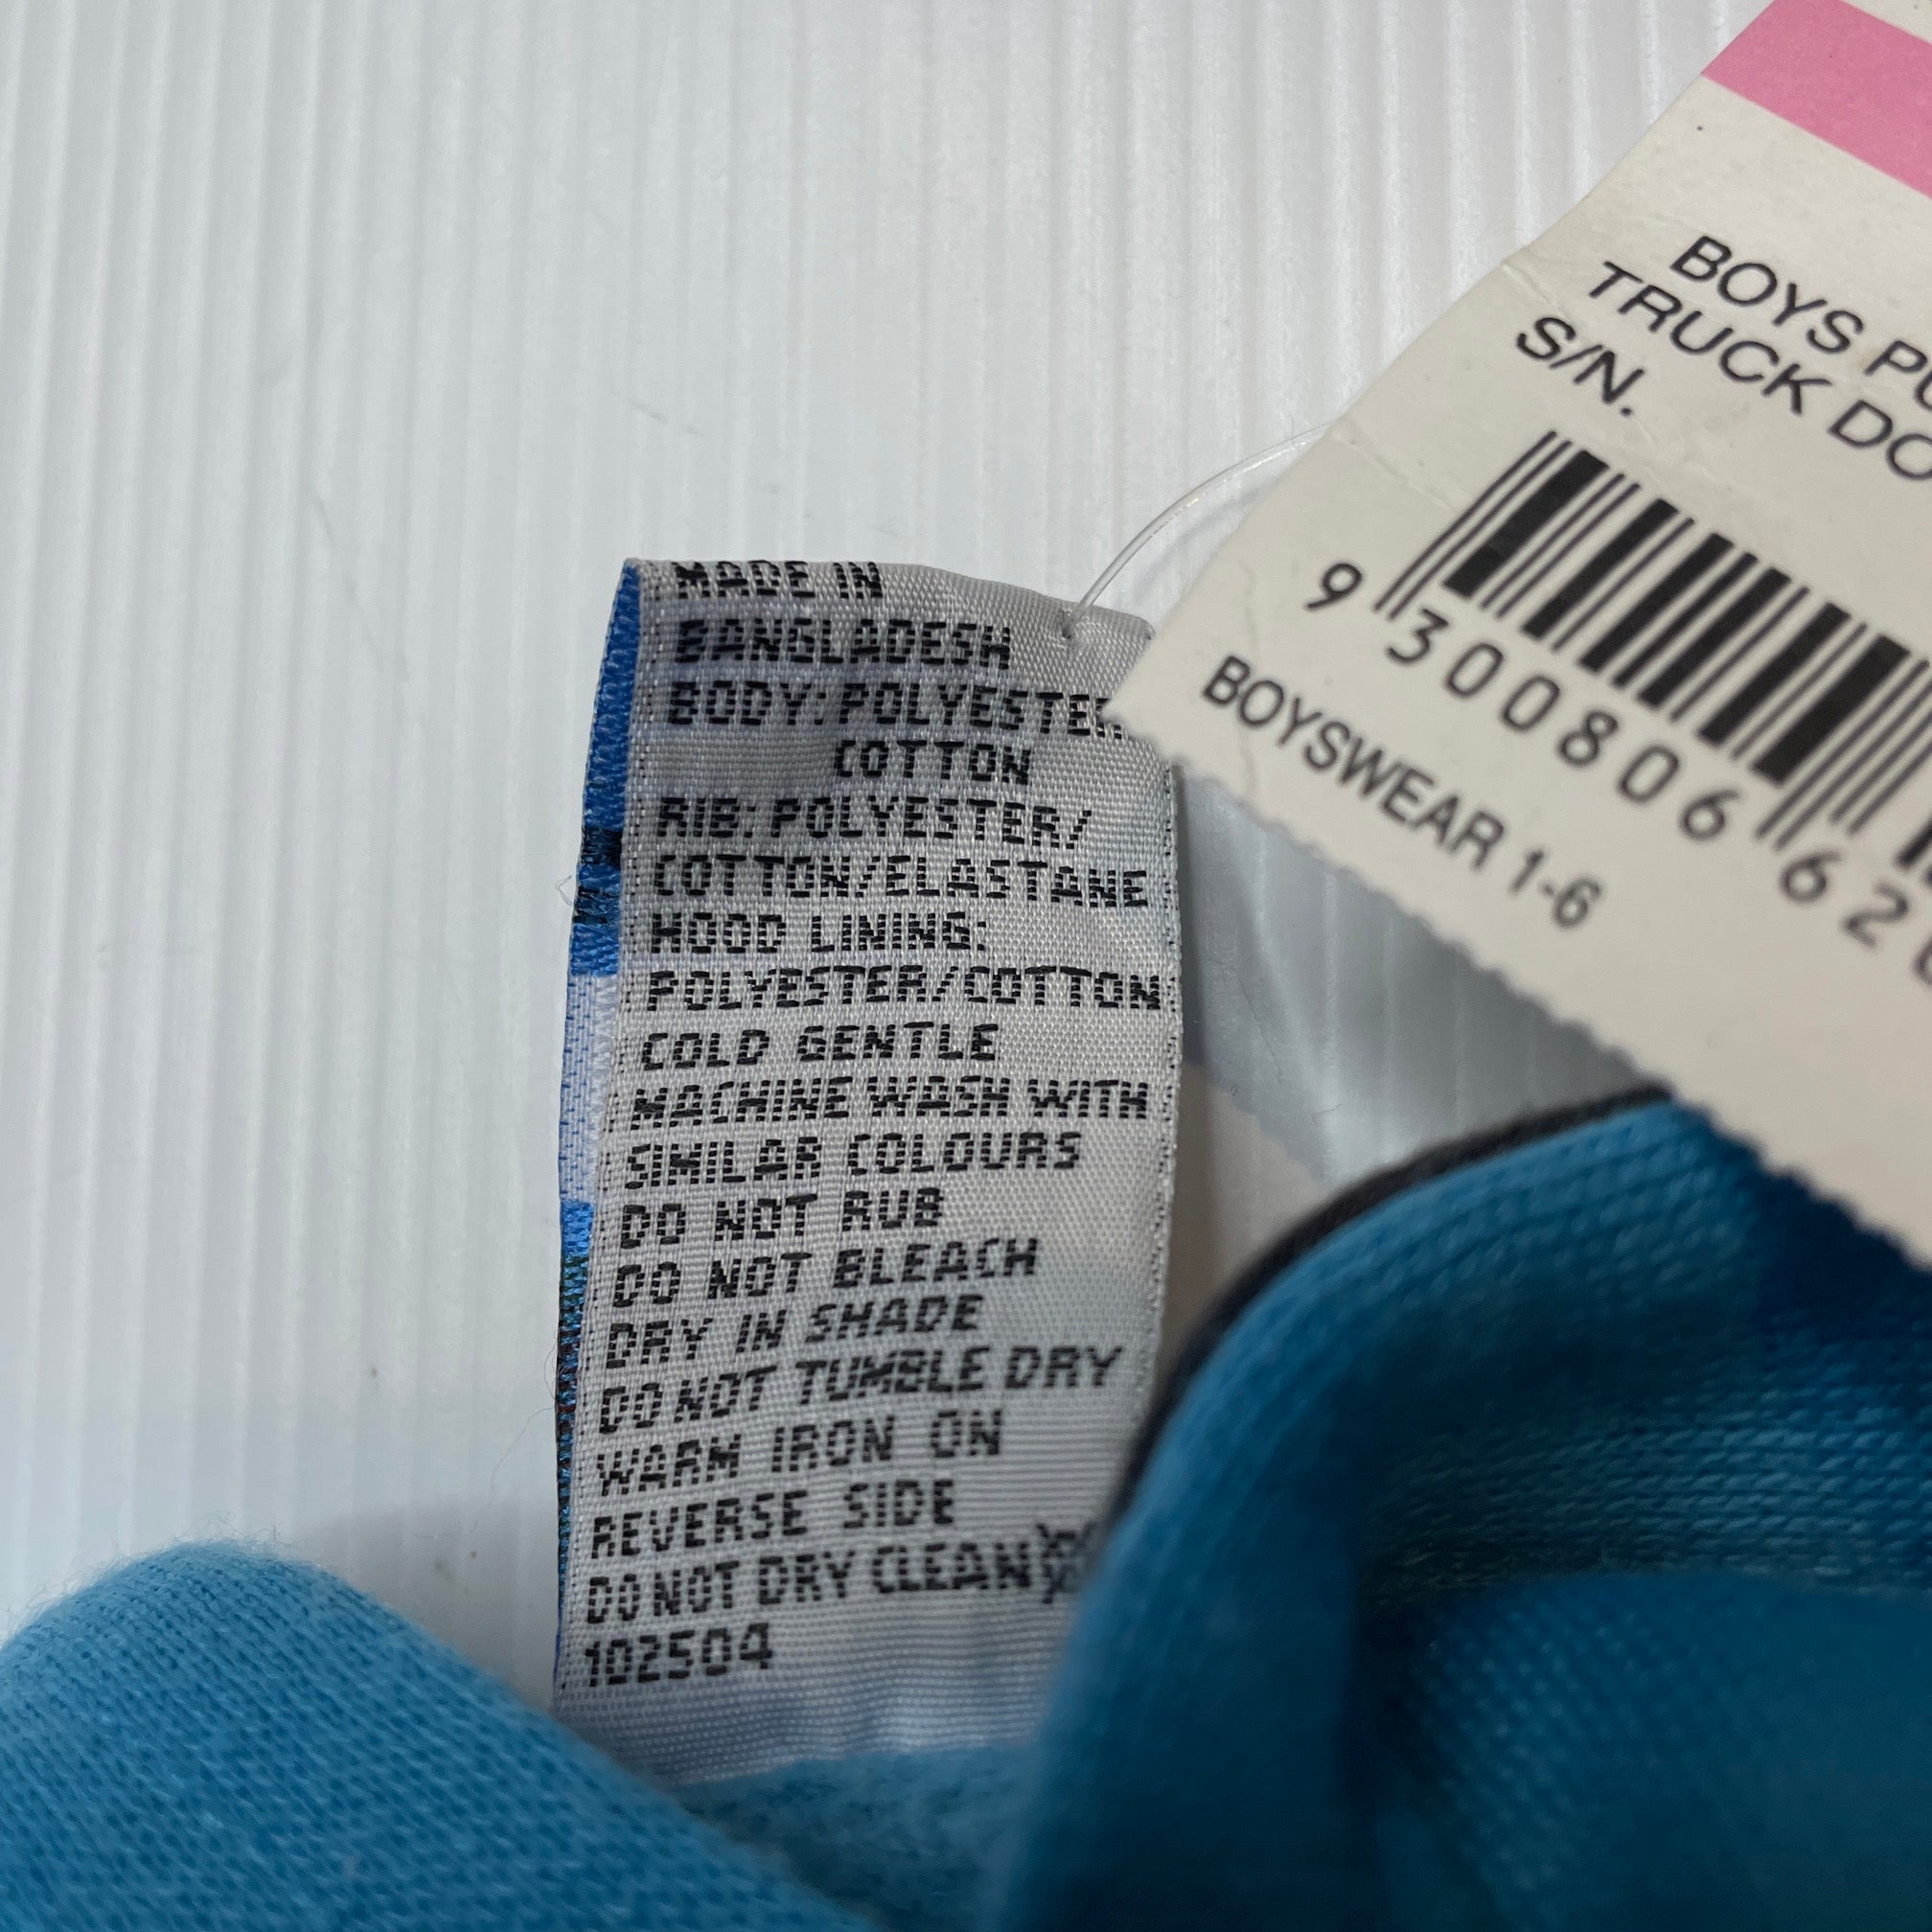 MADE IN
BANGLADESH
BODY: POLYESTER
COTTON
RIB: POLYESTER/
COTTON/ELASTANE
HOOD LINING:
POLYESTER/COTTON
COLD GENTLE
MACHINE WASH WITH
SIMILAR COLOURS
DO NOT RUB
DO NOT BLEACH
DRY IN SHADE
DO NOT TUMBLE DRY
WARM IRON ON
REVERSE SIDE
DO NOT DRY CLEAN
102504
BOYS
TRUCK
S/N.
9 300806 62
BOYSWEAR 1-6